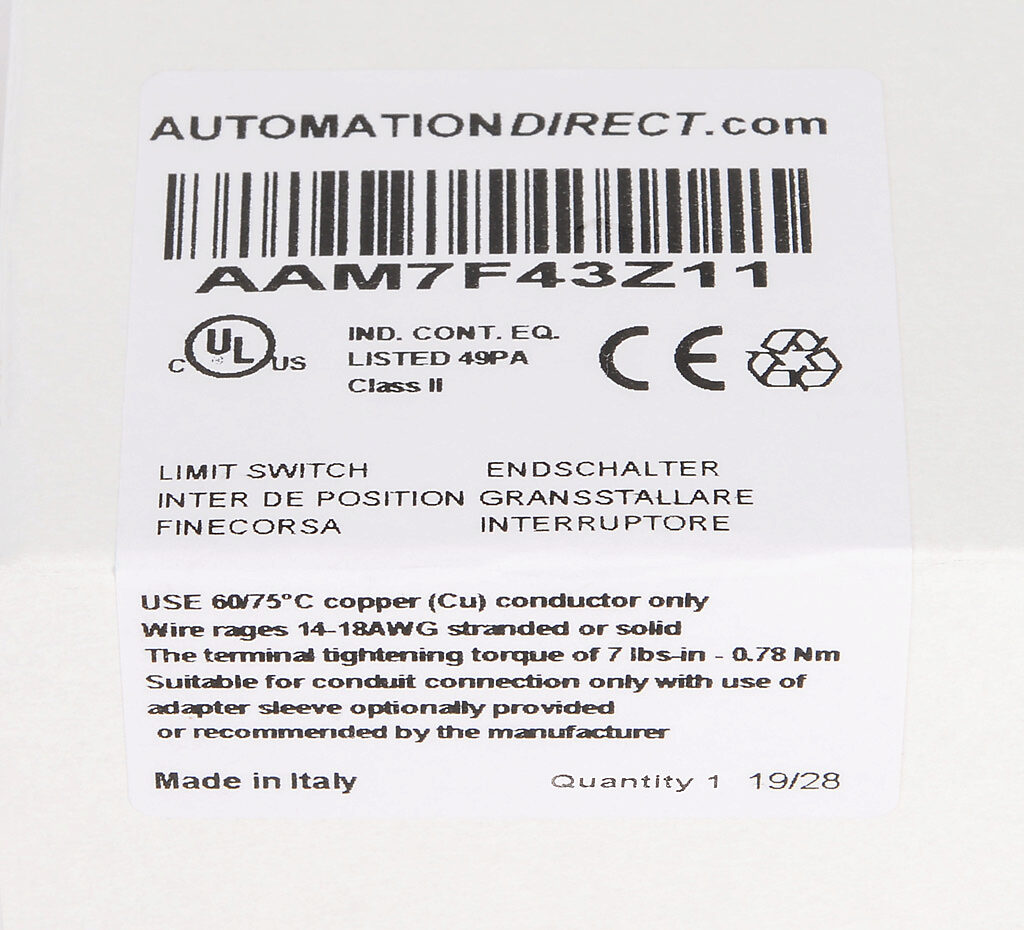 AUTOMATIONDIRECT.com
AAM7F43Z11
C UL US
IND. CONT. EQ.
LISTED 49PA
Class II
CE
LIMIT SWITCH ENDSCHALTER
INTER DE POSITION GRANSSTALLARE
FINECORSA INTERRUPTORE
USE 60/75°C copper (Cu) conductor only
Wire rages 14-18AWG stranded or solid
The terminal tightening torque of 7 lbs-in - 0.78 Nm
Suitable for conduit connection only with use of
adapter sleeve optionally provided
or recommended by the manufacturer
Made in Italy Quantity 1 19/28